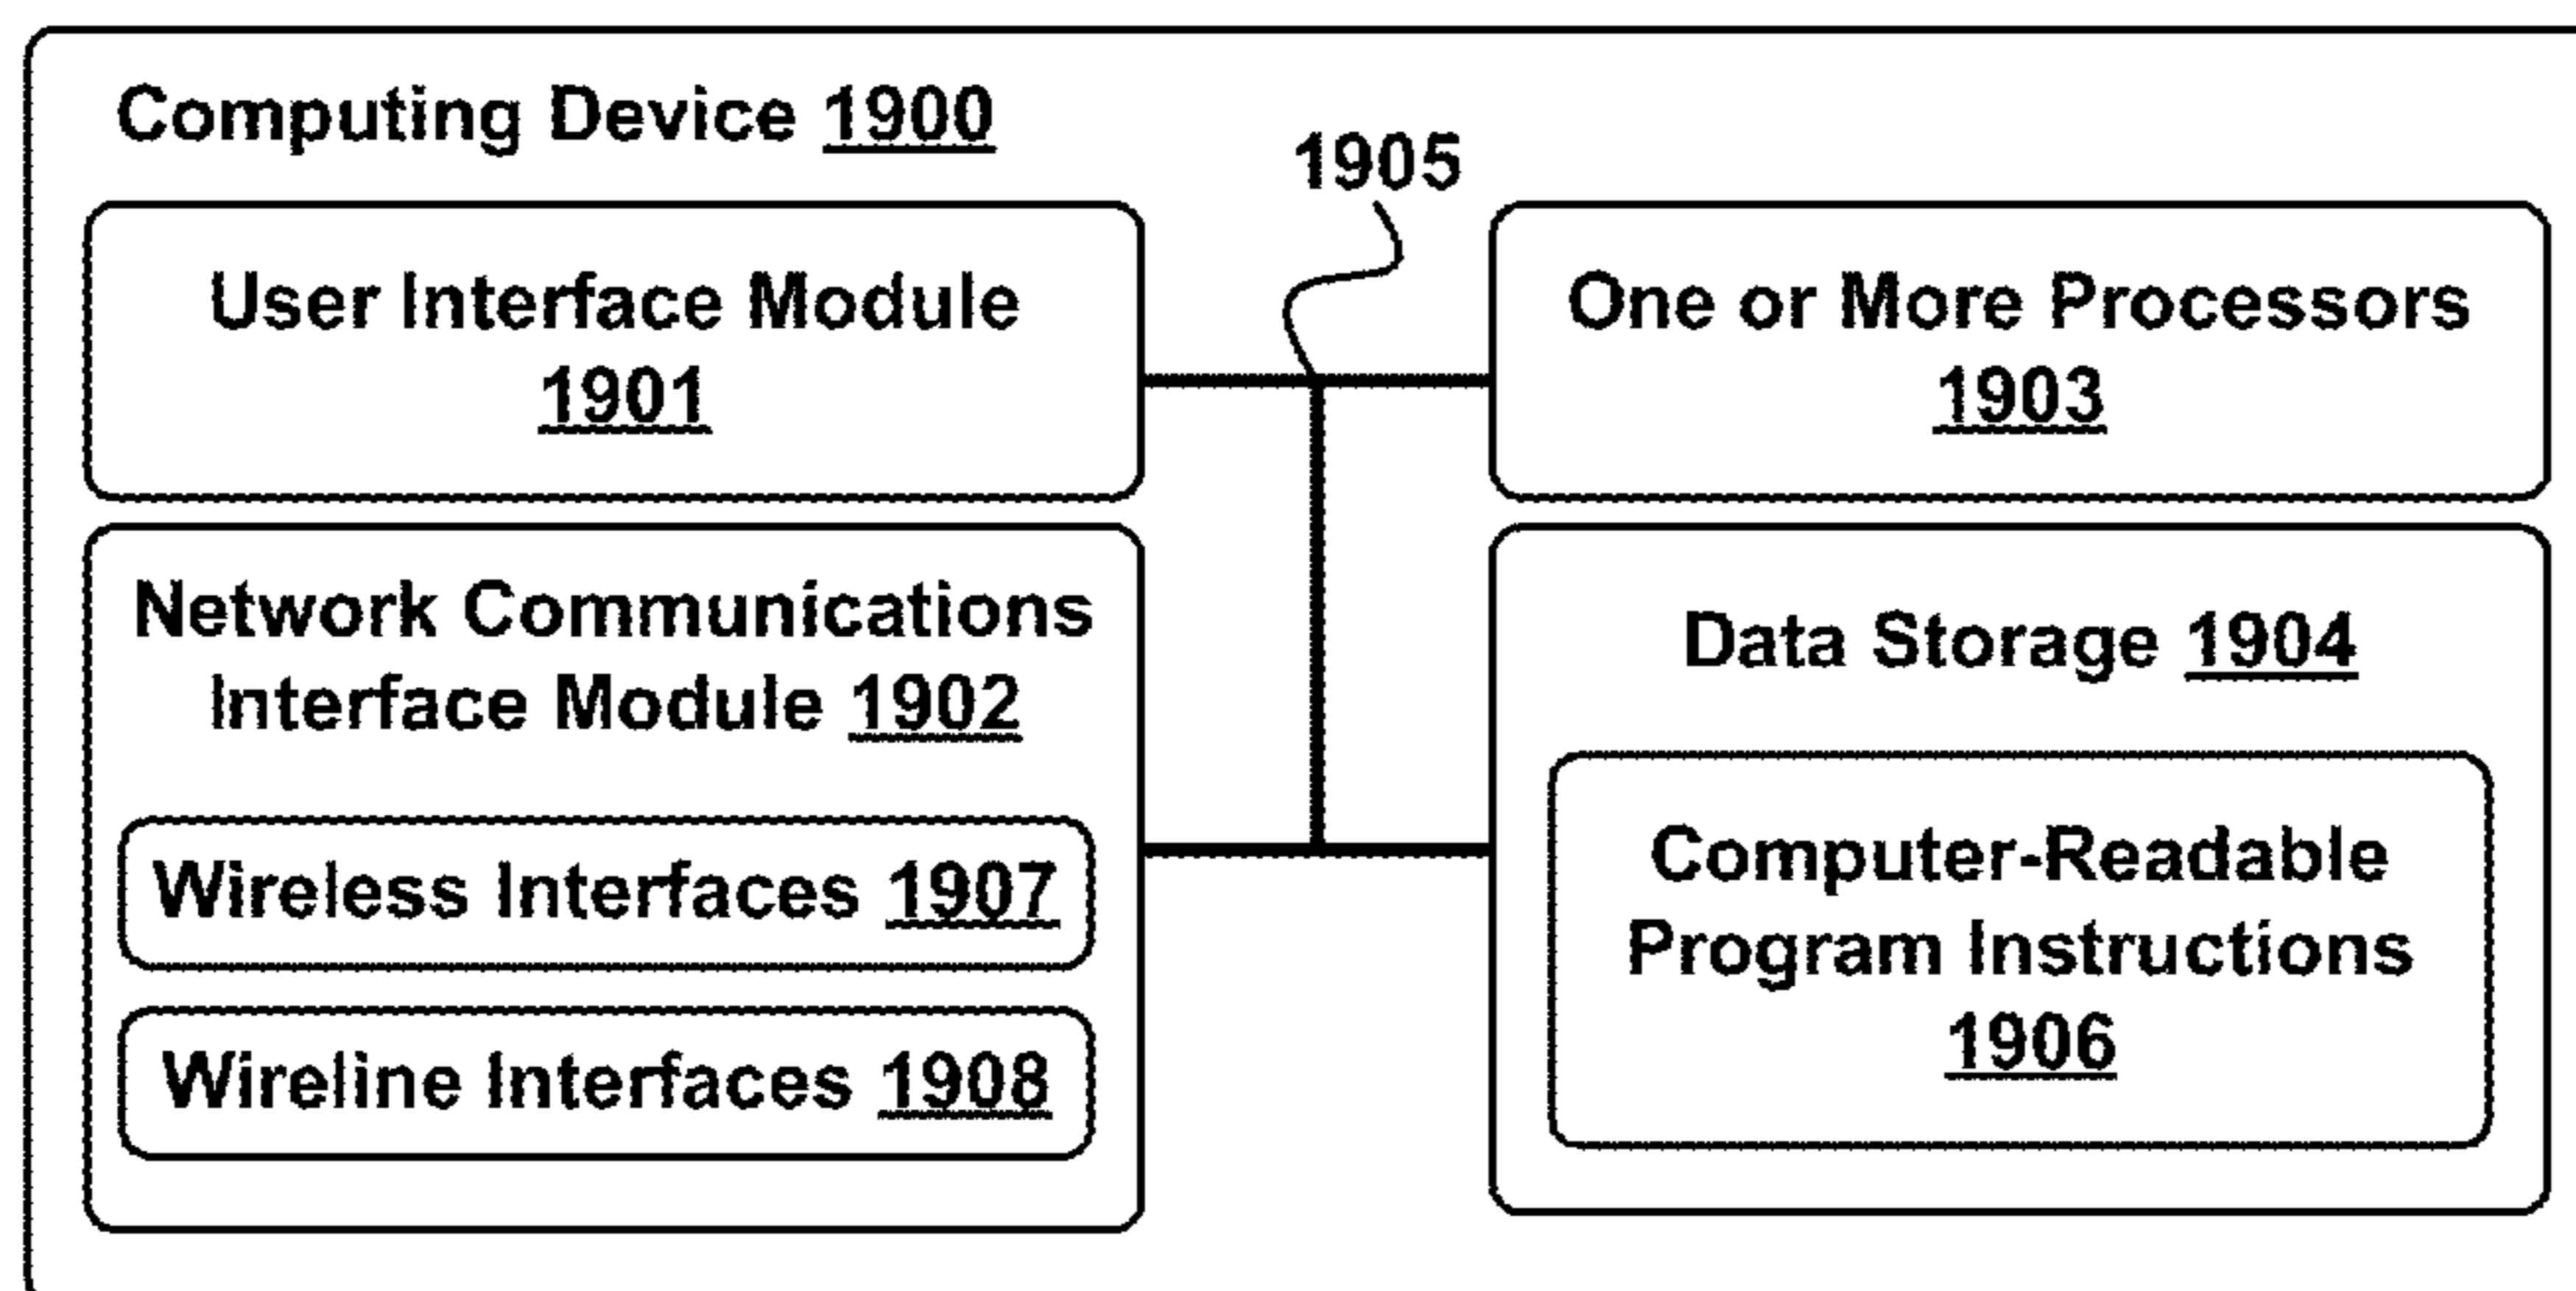 Computing Device 1900
1905
User Interface Module
1901
One or More Processors
1903
Network Communications
Interface Module 1902
Wireless Interfaces 1907
Wireline Interfaces 1908
Data Storage 1904
Computer-Readable
Program Instructions
1906